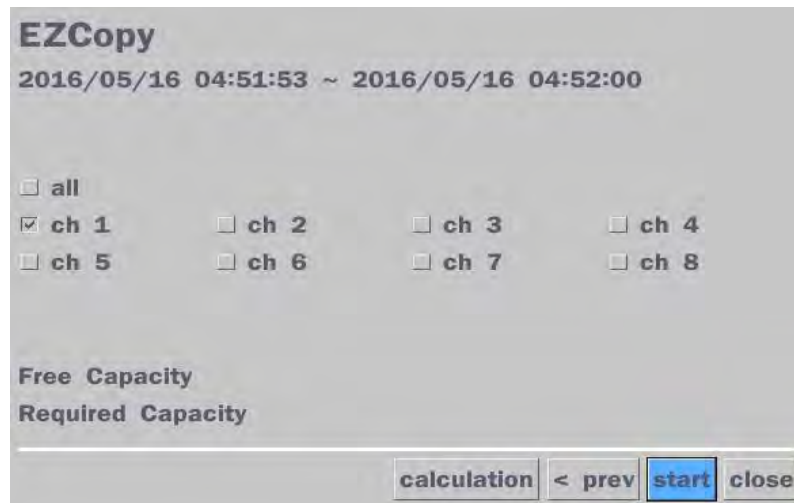 EZCopy
2016/05/16 04:51:53 ~ 2016/05/16 04:52:00
all
ch 1 ch 2 ch 3 ch 4
ch 5 ch 6 ch 7 ch 8
Free Capacity
Required Capacity
calculation < prev start close